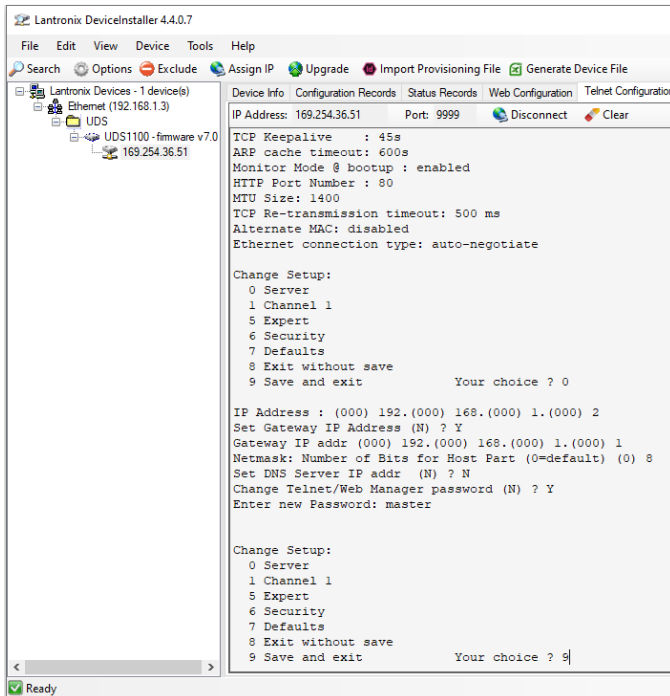 Lantronix DeviceInstaller 4.4.0.7
File Edit View Device Tools Help
Search Options Exclude Assign IP Upgrade Import Provisioning File Generate Device File
Lantronix Devices - 1 device(s)
Ethernet (192.168.1.3)
UDS
UDS1100 - firmware v7.0
169.254.36.51
Device Info Configuration Records Status Records Web Configuration Telnet Configuration
IP Address: 169.254.36.51 Port: 9999 Disconnect Clear
TCP Keepalive    : 45s
ARP cache timeout: 600s
Monitor Mode @ bootup : enabled
HTTP Port Number : 80
MTU Size: 1400
TCP Re-transmission timeout: 500 ms
Alternate MAC: disabled
Ethernet connection type: auto-negotiate
Change Setup:
0 Server
1 Channel 1
5 Expert
6 Security
7 Defaults
8 Exit without save
9 Save and exit            Your choice ? 0
IP Address : (000) 192.(000) 168.(000) 1.(000) 2
Set Gateway IP Address (N) ? Y
Gateway IP addr (000) 192.(000) 168.(000) 1.(000) 1
Netmask: Number of Bits for Host Part (0=default) (0) 8
Set DNS Server IP addr  (N) ? N
Change Telnet/Web Manager password (N) ? Y
Enter new Password: master
Change Setup:
0 Server
1 Channel 1
5 Expert
6 Security
7 Defaults
8 Exit without save
9 Save and exit            Your choice ? 9
Ready